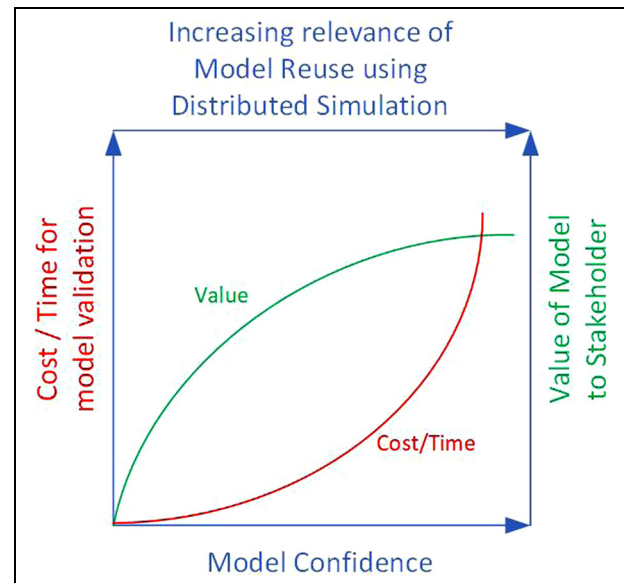 Increasing relevance of
Model Reuse using
Distributed Simulation
Cost / Time for
model validation
Value
Cost/Time
Value of Model
to Stakeholder
Model Confidence